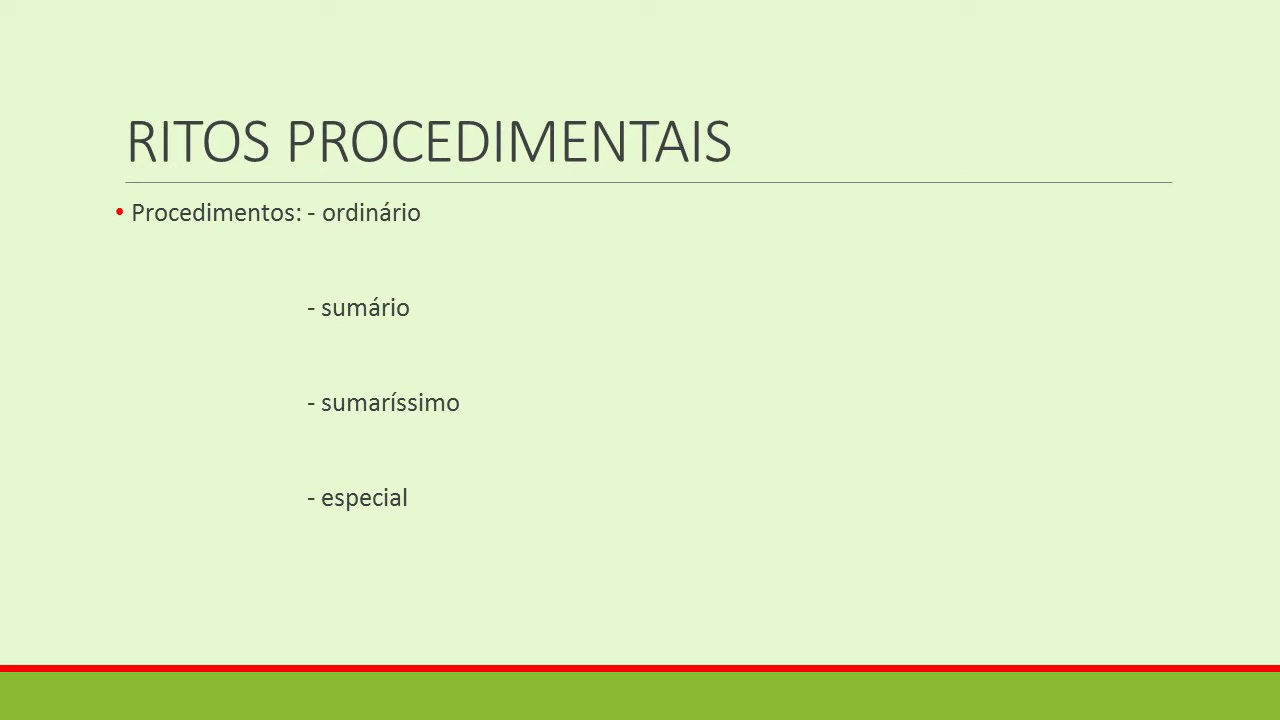 RITOS PROCEDIMENTAIS
• Procedimentos: - ordinário
- sumário
- sumaríssimo
- especial